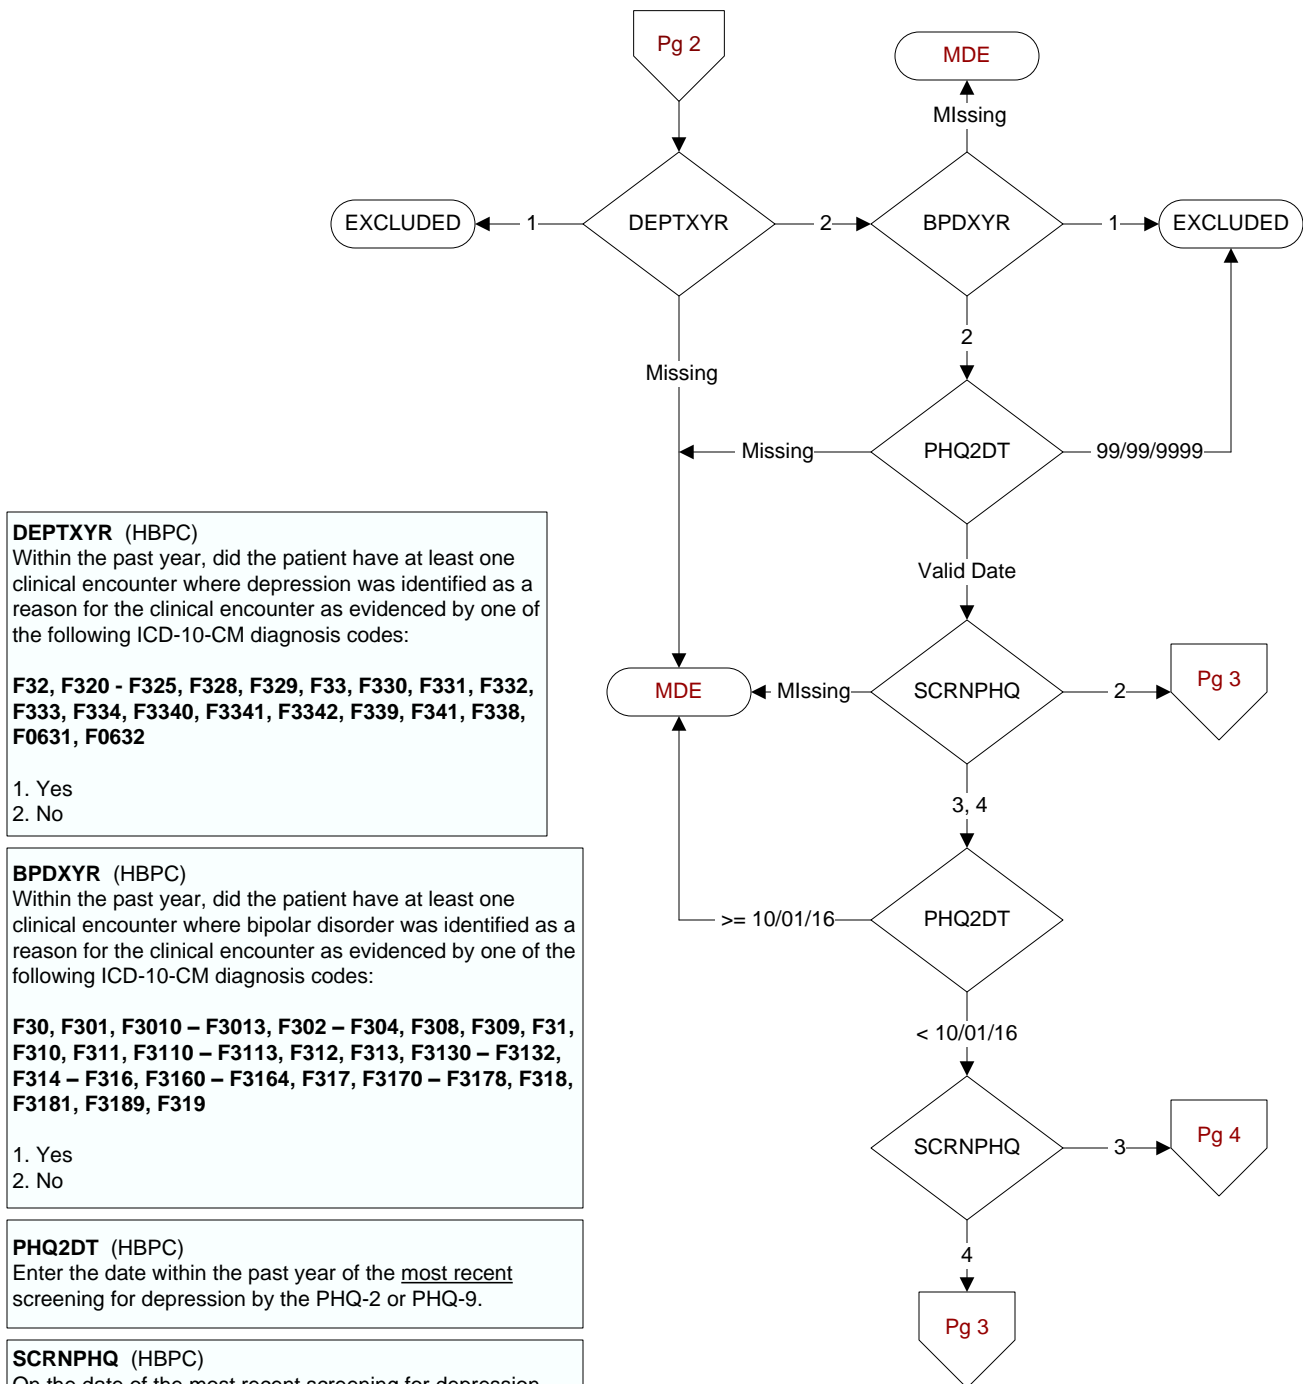 Pg 2
MDE
MIssing
EXCLUDED
1
DEPTXYR
2
BPDXYR
1
EXCLUDED
2
Missing
Missing
PHQ2DT
99/99/9999
Valid Date
MDE
MIssing
SCRNPHQ
2
Pg 3
3, 4
>= 10/01/16
PHQ2DT
< 10/01/16
SCRNPHQ
3
Pg 4
4
Pg 3
DEPTXYR (HBPC)
Within the past year, did the patient have at least one
clinical encounter where depression was identified as a
reason for the clinical encounter as evidenced by one of
the following ICD-10-CM diagnosis codes:
F32, F320 - F325, F328, F329, F33, F330, F331, F332,
F333, F334, F3340, F3341, F3342, F339, F341, F338,
F0631, F0632
1. Yes
2. No
BPDXYR (HBPC)
Within the past year, did the patient have at least one
clinical encounter where bipolar disorder was identified as a
reason for the clinical encounter as evidenced by one of the
following ICD-10-CM diagnosis codes:
F30, F301, F3010 – F3013, F302 – F304, F308, F309, F31,
F310, F311, F3110 – F3113, F312, F313, F3130 – F3132,
F314 – F316, F3160 – F3164, F317, F3170 – F3178, F318,
F3181, F3189, F319
1. Yes
2. No
PHQ2DT (HBPC)
Enter the date within the past year of the most recent
screening for depression by the PHQ-2 or PHQ-9.
SCRNPHQ (HBPC)
On the date of the most recent screening for depression